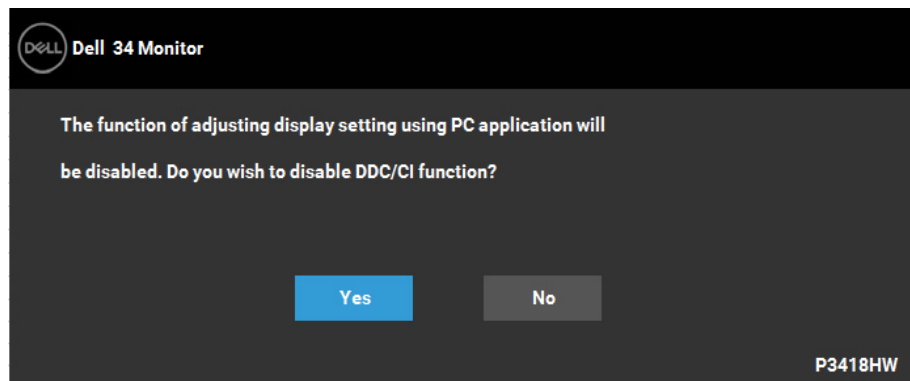 DELL
Dell 34 Monitor
The function of adjusting display setting using PC application will
be disabled. Do you wish to disable DDC/CI function?
Yes
No
P3418HW